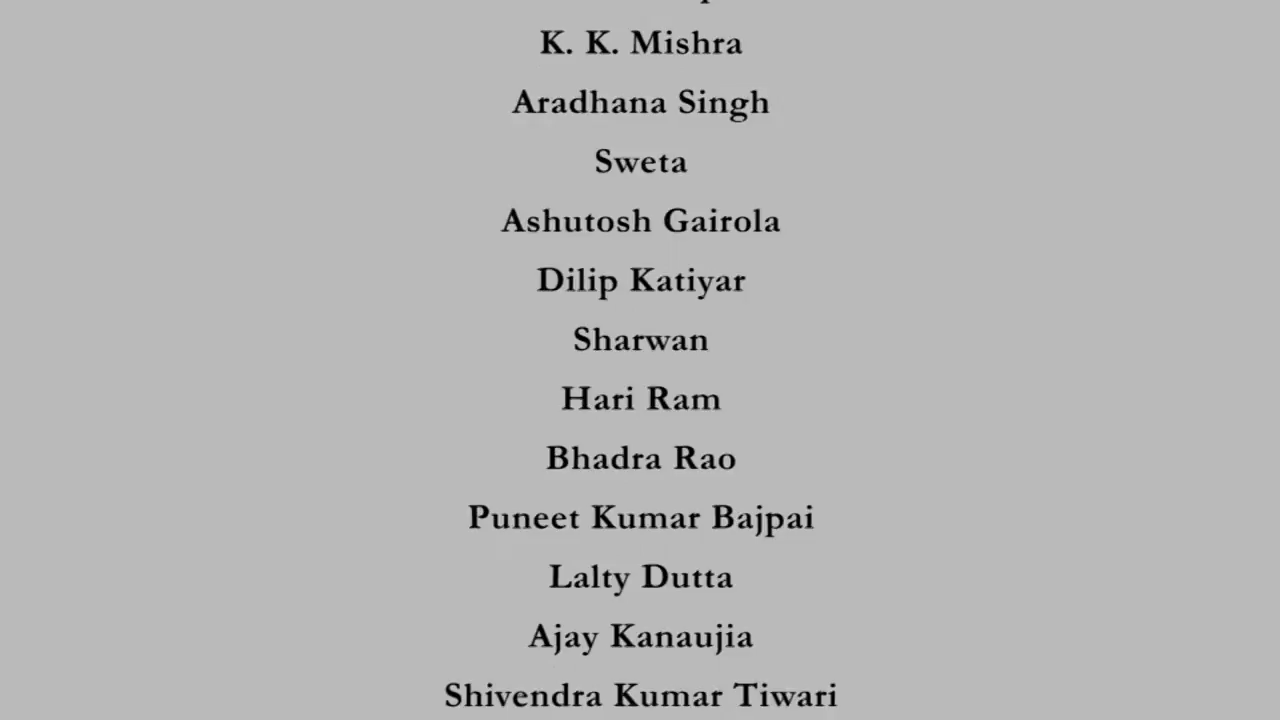 K. K. Mishra
Aradhana Singh
Sweta
Ashutosh Gairola
Dilip Katiyar
Sharwan
Hari Ram
Bhadra Rao
Puneet Kumar Bajpai
Lalty Dutta
Ajay Kanaujia
Shivendra Kumar Tiwari